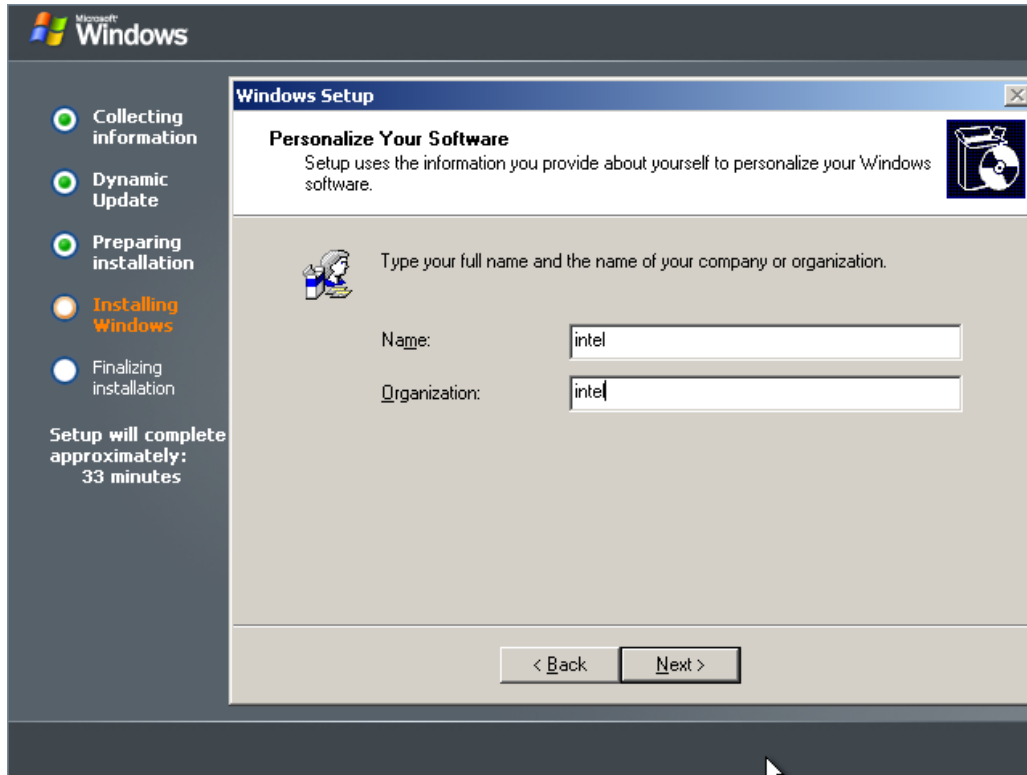 Microsoft
Windows
Collecting
information
Dynamic
Update
Preparing
installation
Installing
Windows
Finalizing
installation
Setup will complete
approximately:
33 minutes
Windows Setup
Personalize Your Software
Setup uses the information you provide about yourself to personalize your Windows
software.
Type your full name and the name of your company or organization.
Name: intel
Organization: intel
< Back Next >